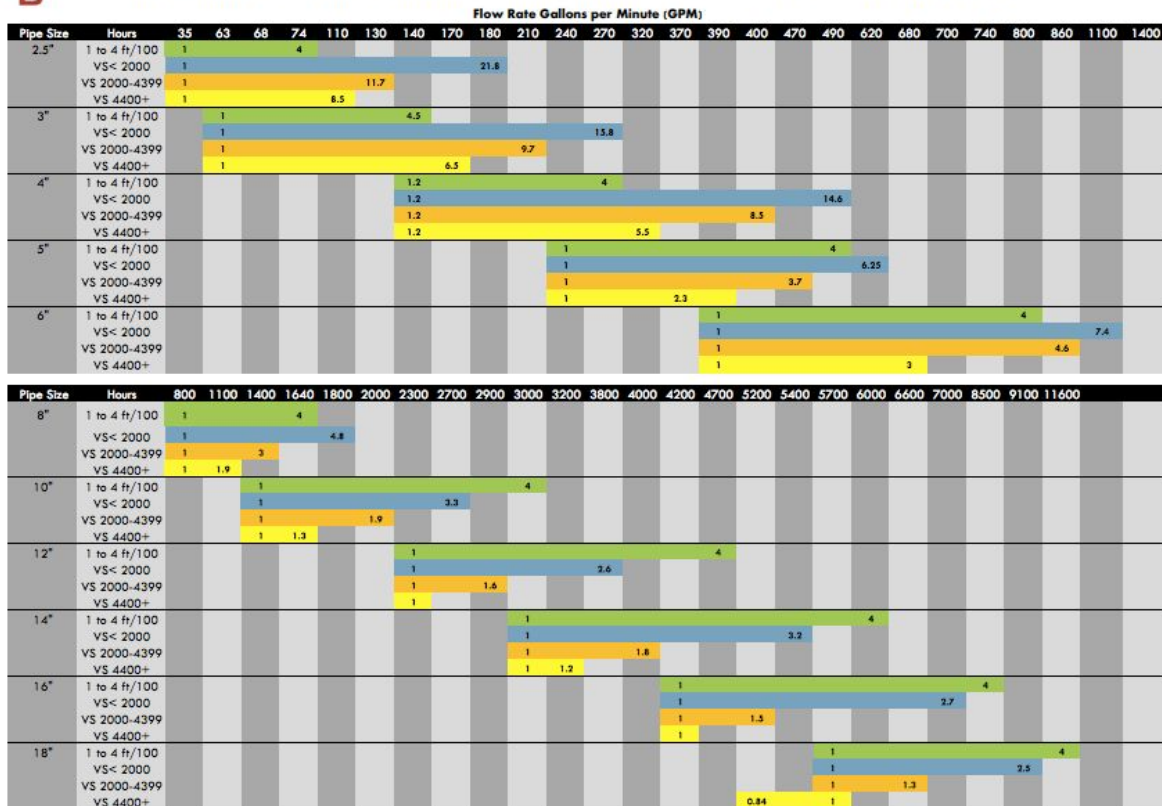 B
Flow Rate Gallons per Minute (GPM)
Pipe Size Hours 35 63 68 74 110 130 140 170 180 210 240 270 320 370 390 400 470 490 620 680 700 740 800 860 1100 1400
2.5" 1 to 4 ft/100 1 4
VS< 2000 1 21.8
VS 2000-4399 1 11.7
VS 4400+ 1 8.5
3" 1 to 4 ft/100 1 4.5
VS< 2000 1 15.8
VS 2000-4399 1 9.7
VS 4400+ 1 6.5
4" 1 to 4 ft/100 1.2 4
VS< 2000 1.2 14.6
VS 2000-4399 1.2 8.5
VS 4400+ 1.2 5.5
5" 1 to 4 ft/100 1 4
VS< 2000 1 6.25
VS 2000-4399 1 3.7
VS 4400+ 1 2.3
6" 1 to 4 ft/100 1 4
VS< 2000 1 7.4
VS 2000-4399 1 4.6
VS 4400+ 1 3
Pipe Size Hours 800 1100 1400 1640 1800 2000 2300 2700 2900 3000 3200 3800 4000 4200 4700 5200 5400 5700 6000 6600 7000 8500 9100 11600
8" 1 to 4 ft/100 1 4
VS< 2000 1 4.8
VS 2000-4399 1 3
VS 4400+ 1 1.9
10" 1 to 4 ft/100 1 4
VS< 2000 1 3.3
VS 2000-4399 1 1.9
VS 4400+ 1 1.3
12" 1 to 4 ft/100 1 4
VS< 2000 1 2.6
VS 2000-4399 1 1.6
VS 4400+ 1
14" 1 to 4 ft/100 1 4
VS< 2000 1 3.2
VS 2000-4399 1 1.8
VS 4400+ 1 1.2
16" 1 to 4 ft/100 1 4
VS< 2000 1 2.7
VS 2000-4399 1 1.5
VS 4400+ 1
18" 1 to 4 ft/100 1 4
VS< 2000 1 2.5
VS 2000-4399 1 1.3
VS 4400+ 0.84 1